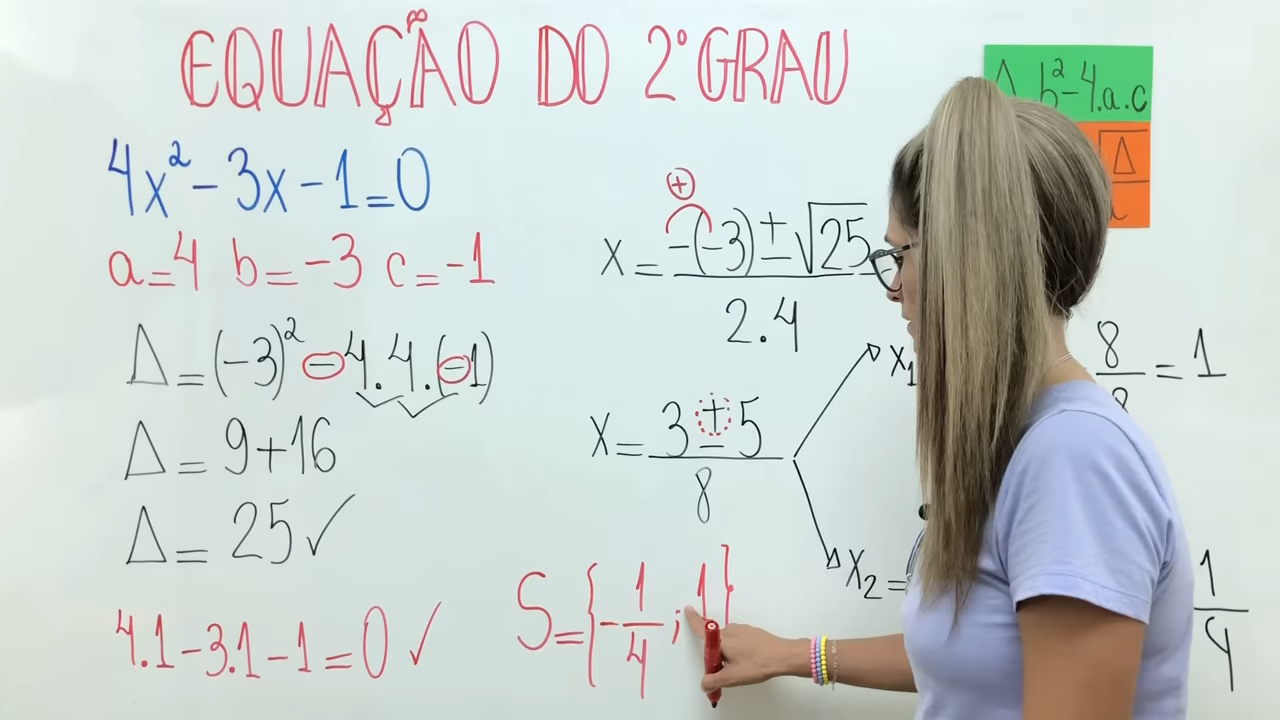 EQUAÇÃO DO 2° GRAU
4x² - 3x - 1 = 0
a = 4 b = -3 c = -1
Δ = (-3)² - 4.4.(-1)
Δ = 9 + 16
Δ = 25 ✓
4.1 - 3.1 - 1 = 0 ✓
Δ b² - 4.a.c
√Δ
+
x = -(-3) ± √25
2.4
x = 3 ± 5
8
x₁
8
8 = 1
x₂ =
1
4
S = {-1/4 ; 1}